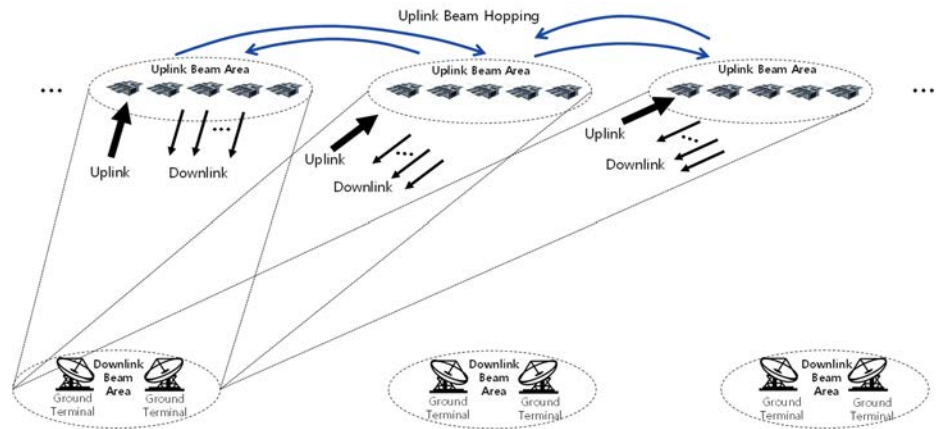 Uplink Beam Hopping
Uplink Beam Area
Uplink Beam Area
Uplink Beam Area
...
...
...
Uplink
Downlink
...
Uplink
Downlink
...
Uplink
Downlink
Downlink
Beam
Area
Ground
Terminal
Ground
Terminal
Downlink
Beam
Area
Ground
Terminal
Ground
Terminal
Downlink
Beam
Area
Ground
Terminal
Ground
Terminal